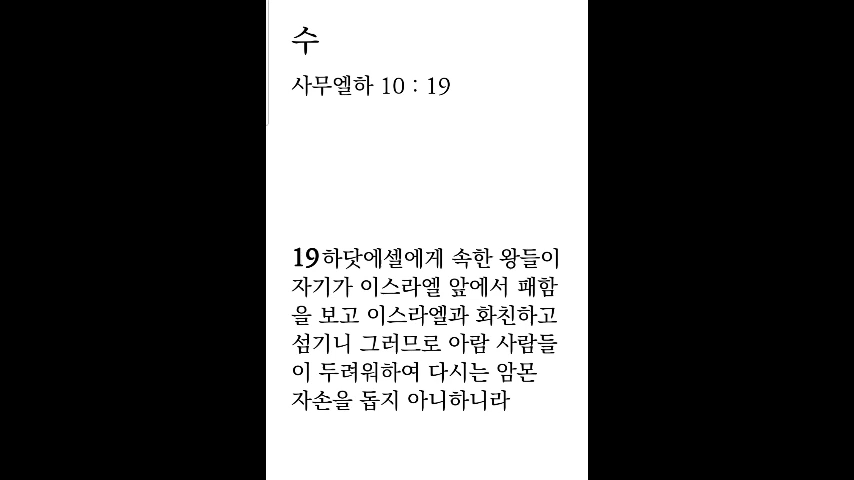 수
사무엘하 10 : 19
19하닷에셀에게 속한 왕들이
자기가 이스라엘 앞에서 패함
을 보고 이스라엘과 화친하고
섬기니 그러므로 아람 사람들
이 두려워하여 다시는 암몬
자손을 돕지 아니하니라